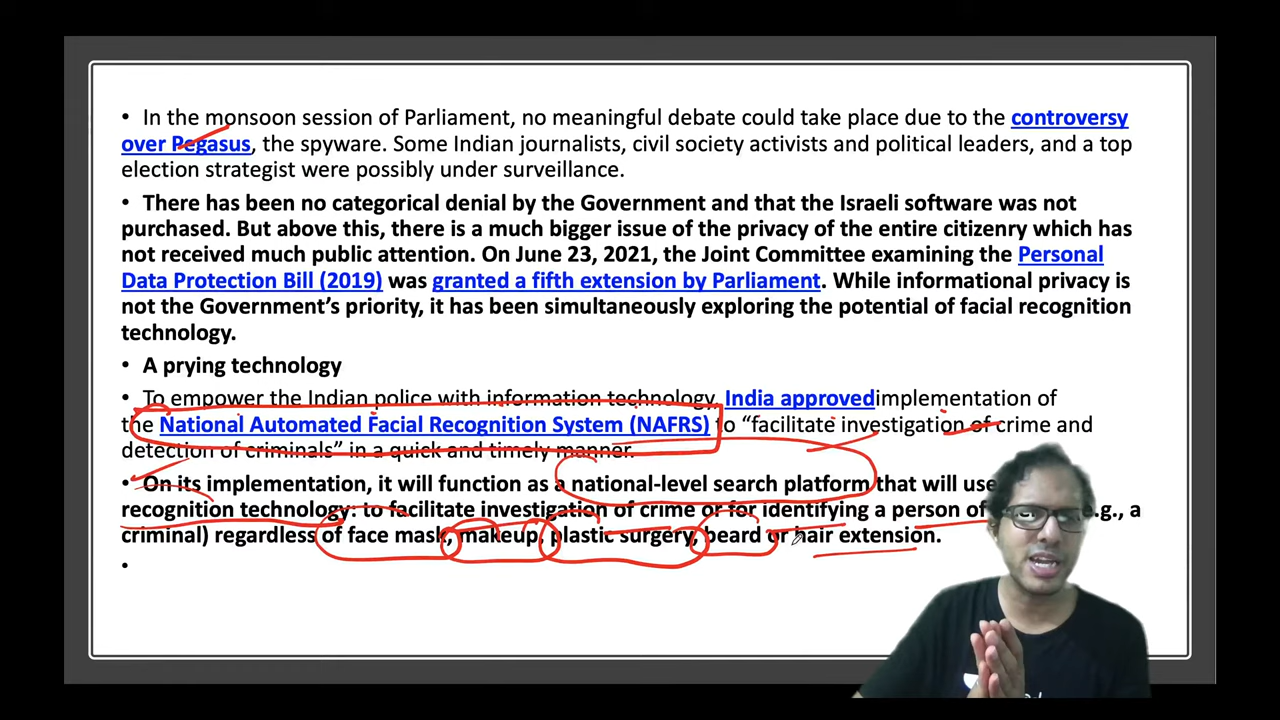 • In the monsoon session of Parliament, no meaningful debate could take place due to the controversy
over Pegasus, the spyware. Some Indian journalists, civil society activists and political leaders, and a top
election strategist were possibly under surveillance.
• There has been no categorical denial by the Government and that the Israeli software was not
purchased. But above this, there is a much bigger issue of the privacy of the entire citizenry which has
not received much public attention. On June 23, 2021, the Joint Committee examining the Personal
Data Protection Bill (2019) was granted a fifth extension by Parliament. While informational privacy is
not the Government’s priority, it has been simultaneously exploring the potential of facial recognition
technology.
• A prying technology
• To empower the Indian police with information technology, India approvedimplementation of
the National Automated Facial Recognition System (NAFRS) to “facilitate investigation of crime and
detection of criminals” in a quick and timely manner.
• On its implementation, it will function as a national-level search platform that will use
recognition technology: to facilitate investigation of crime or for identifying a person of e.g., a
criminal) regardless of face mask, makeup, plastic surgery, beard or hair extension.
•